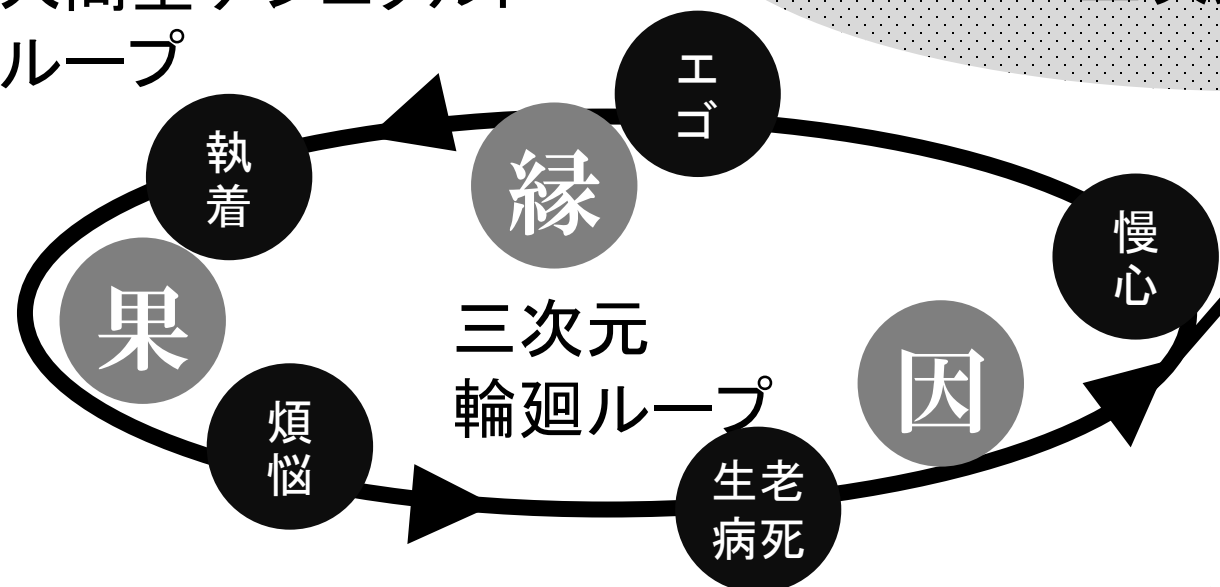 ループ
エゴ
執着
縁
慢心
果
三次元
輪廻ループ
因
煩悩
生老
病死